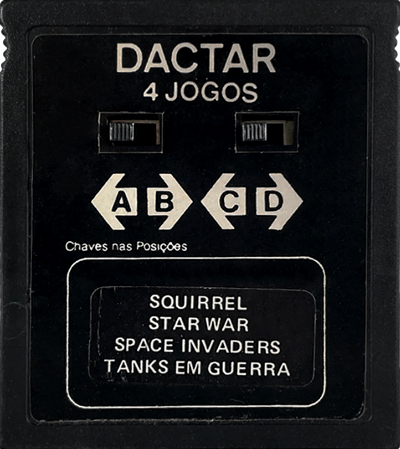 DACTAR
4 JOGOS
A B C D
Chaves nas Posições
SQUIRREL
STAR WAR
SPACE INVADERS
TANKS EM GUERRA